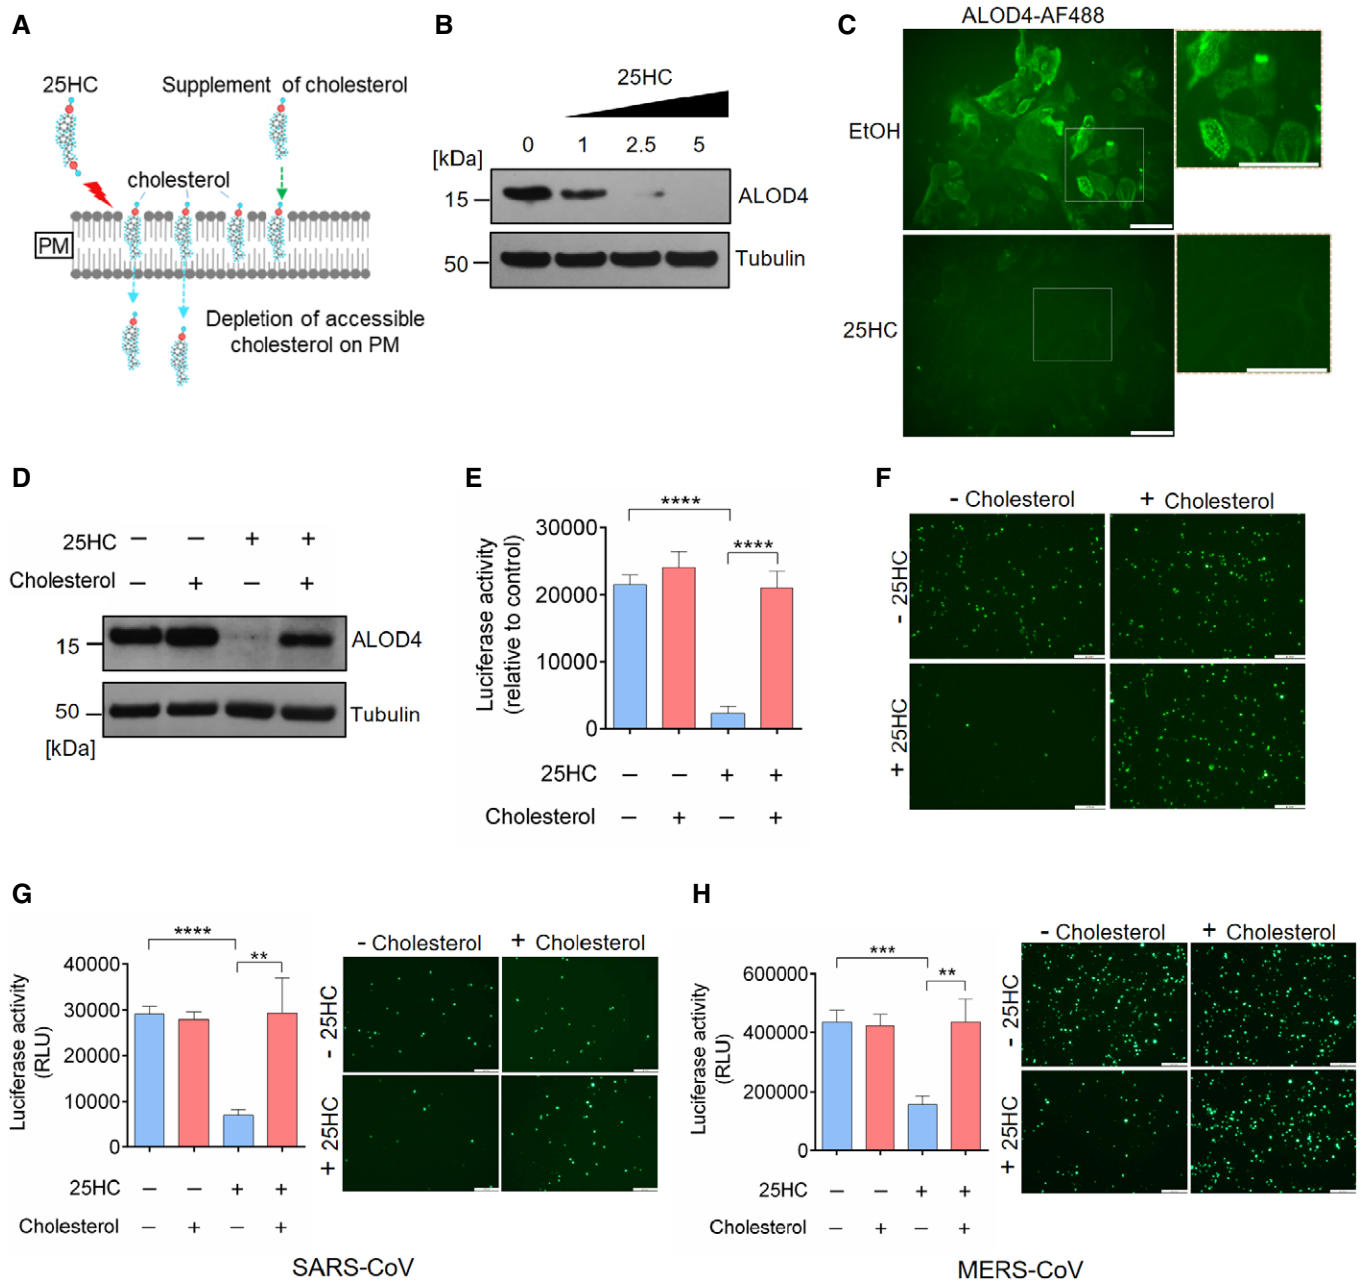 A
25HC
Supplement of cholesterol
cholesterol
PM
Depletion of accessible
cholesterol on PM
B
25HC
[kDa]
0 1 2.5 5
15
ALOD4
50
Tubulin
C
ALOD4-AF488
EtOH
25HC
D
25HC − − + +
Cholesterol − + − +
15
ALOD4
50
Tubulin
[kDa]
E
Luciferase activity
(relative to control)
30000
20000
10000
0
****
****
25HC − − + +
Cholesterol − + − +
F
- Cholesterol
+ Cholesterol
- 25HC
+ 25HC
G
Luciferase activity
(RLU)
40000
30000
20000
10000
0
****
**
25HC − − + +
Cholesterol − + − +
- Cholesterol
+ Cholesterol
- 25HC
+ 25HC
SARS-CoV
H
Luciferase activity
(RLU)
600000
400000
200000
0
***
**
25HC − − + +
Cholesterol − + − +
- Cholesterol
+ Cholesterol
- 25HC
+ 25HC
MERS-CoV